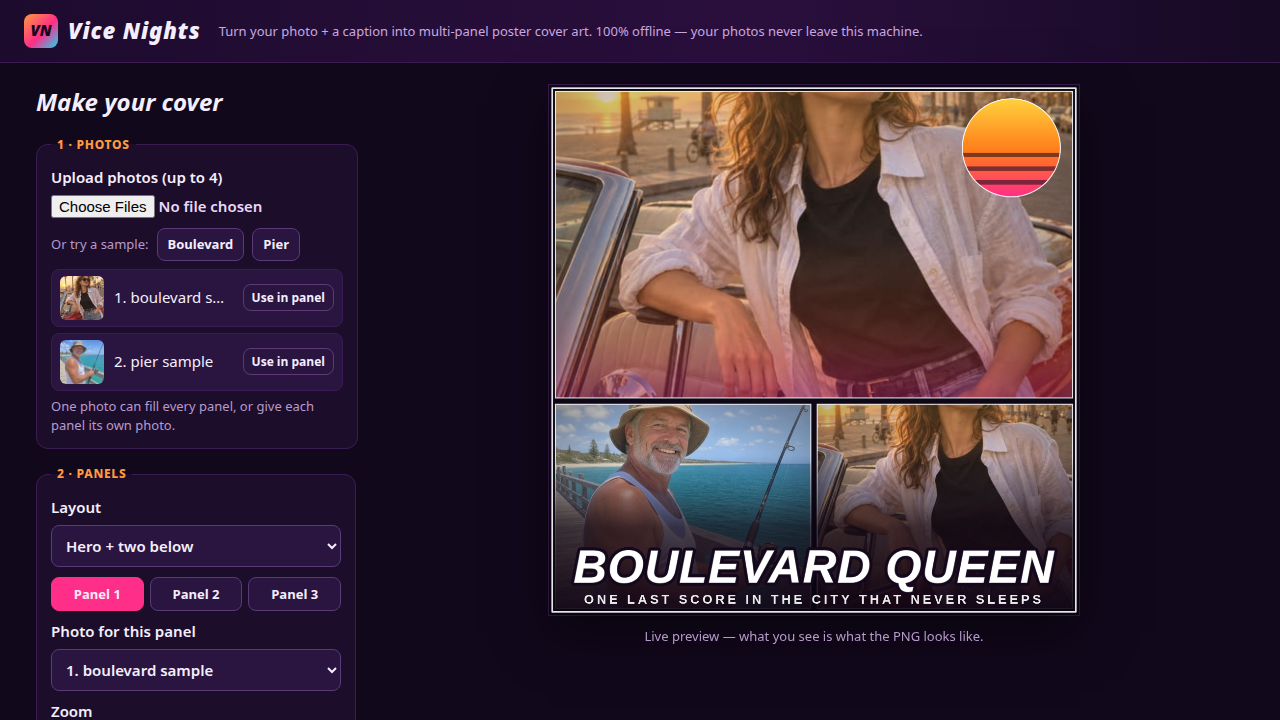 VN Vice Nights Turn your photo + a caption into multi-panel poster cover art. 100% offline — your photos never leave this machine.
Make your cover
1 · PHOTOS
Upload photos (up to 4)
Choose Files No file chosen
Or try a sample: Boulevard Pier
1. boulevard s... Use in panel
2. pier sample Use in panel
One photo can fill every panel, or give each
panel its own photo.
2 · PANELS
Layout
Hero + two below
Panel 1 Panel 2 Panel 3
Photo for this panel
1. boulevard sample
Zoom
BOULEVARD QUEEN
ONE LAST SCORE IN THE CITY THAT NEVER SLEEPS
Live preview — what you see is what the PNG looks like.